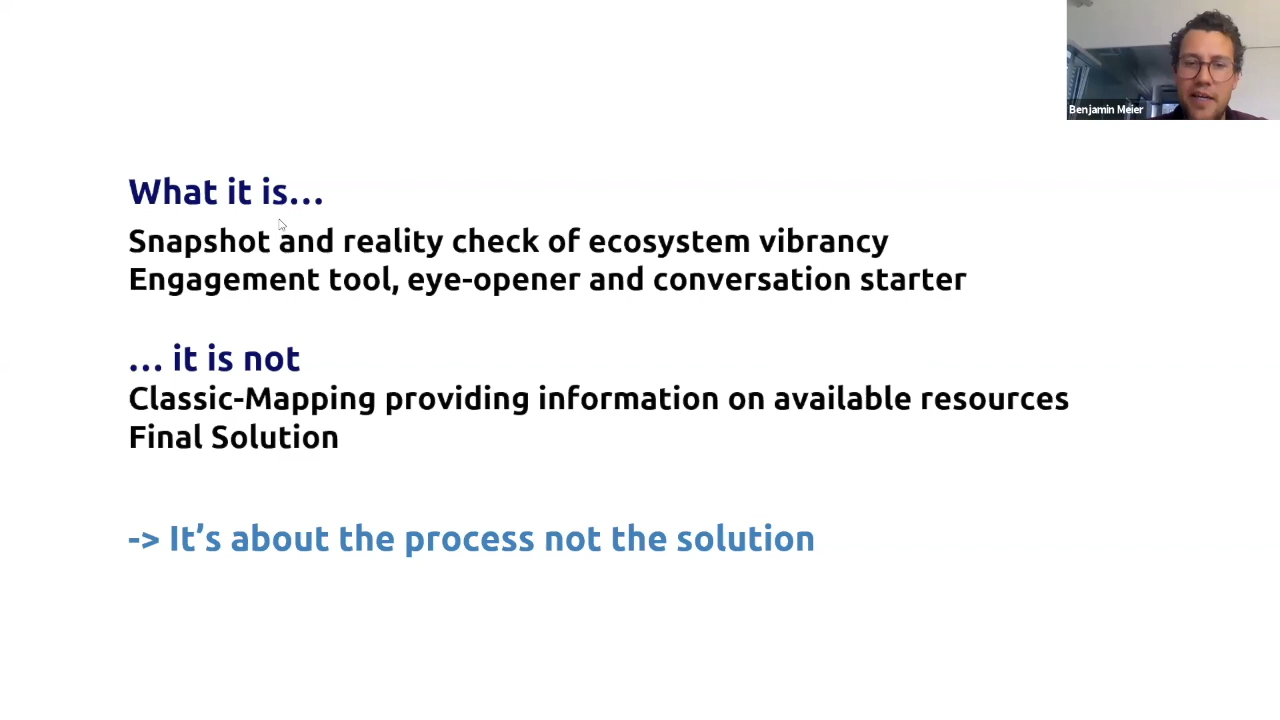 Benjamin Meier
What it is…
Snapshot and reality check of ecosystem vibrancy
Engagement tool, eye-opener and conversation starter
… it is not
Classic-Mapping providing information on available resources
Final Solution
-> It’s about the process not the solution